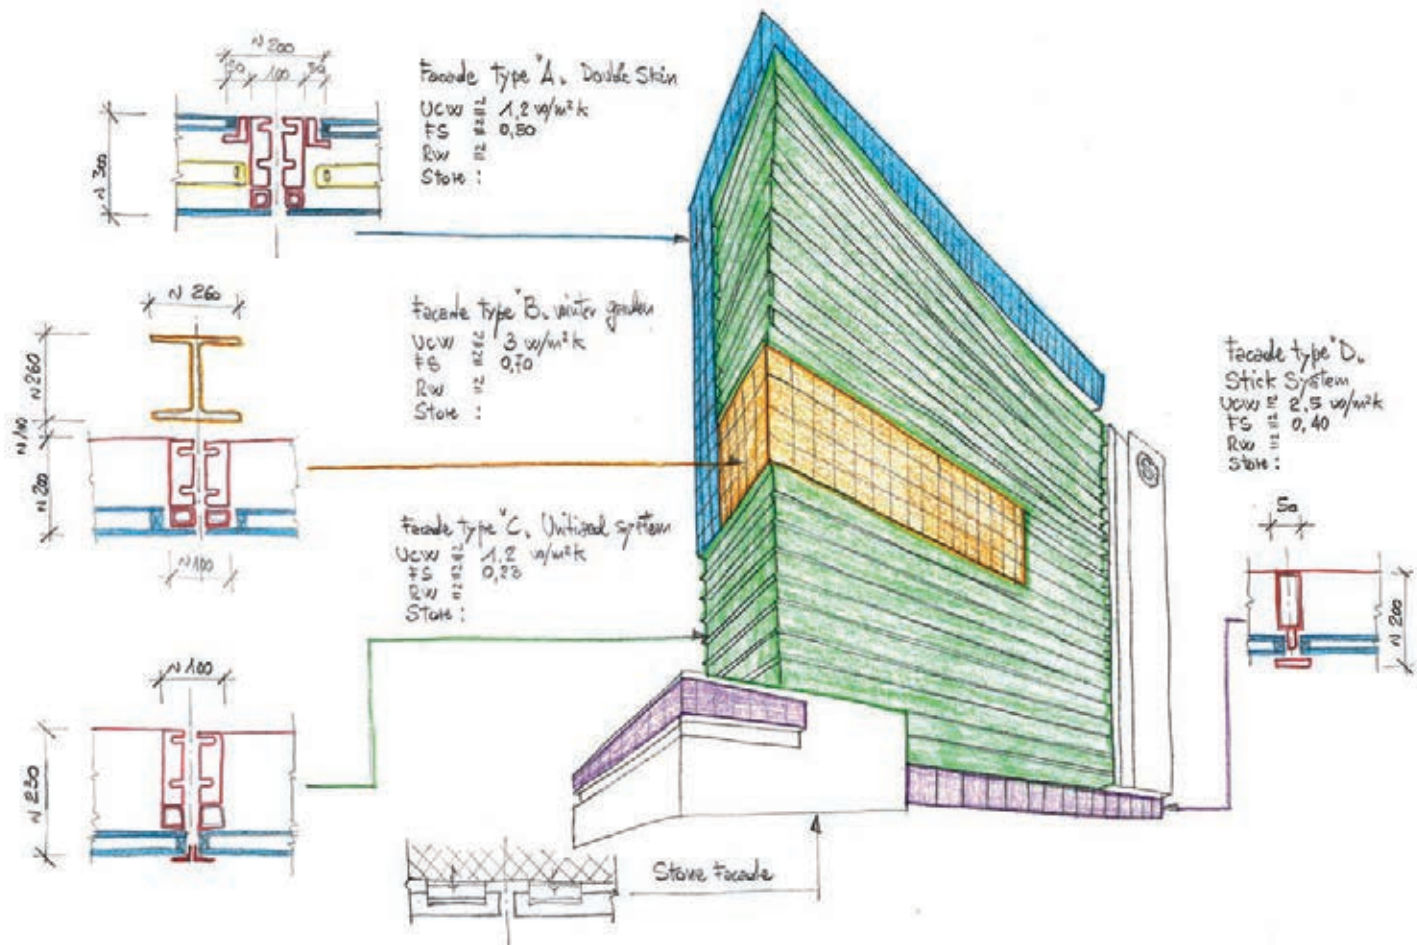 ~ 200
50 100 50
~ 300
Facade type "A" Double Skin
UCW = 1,2 W/m²K
FS = 0,50
RW =
Store :
~ 260
~ 260
~ 110
~ 200
~ 100
Facade type "B" winter garden
UCW = 3 W/m²K
FS = 0,70
RW =
Store :
Facade type "C" Unitized system
UCW = 1,2 W/m²K
FS = 0,23
RW =
Store :
~ 100
~ 230
Stone Facade
Facade type "D"
Stick System
UCW = 2,5 W/m²K
FS = 0,40
RW =
Store :
50
~ 200